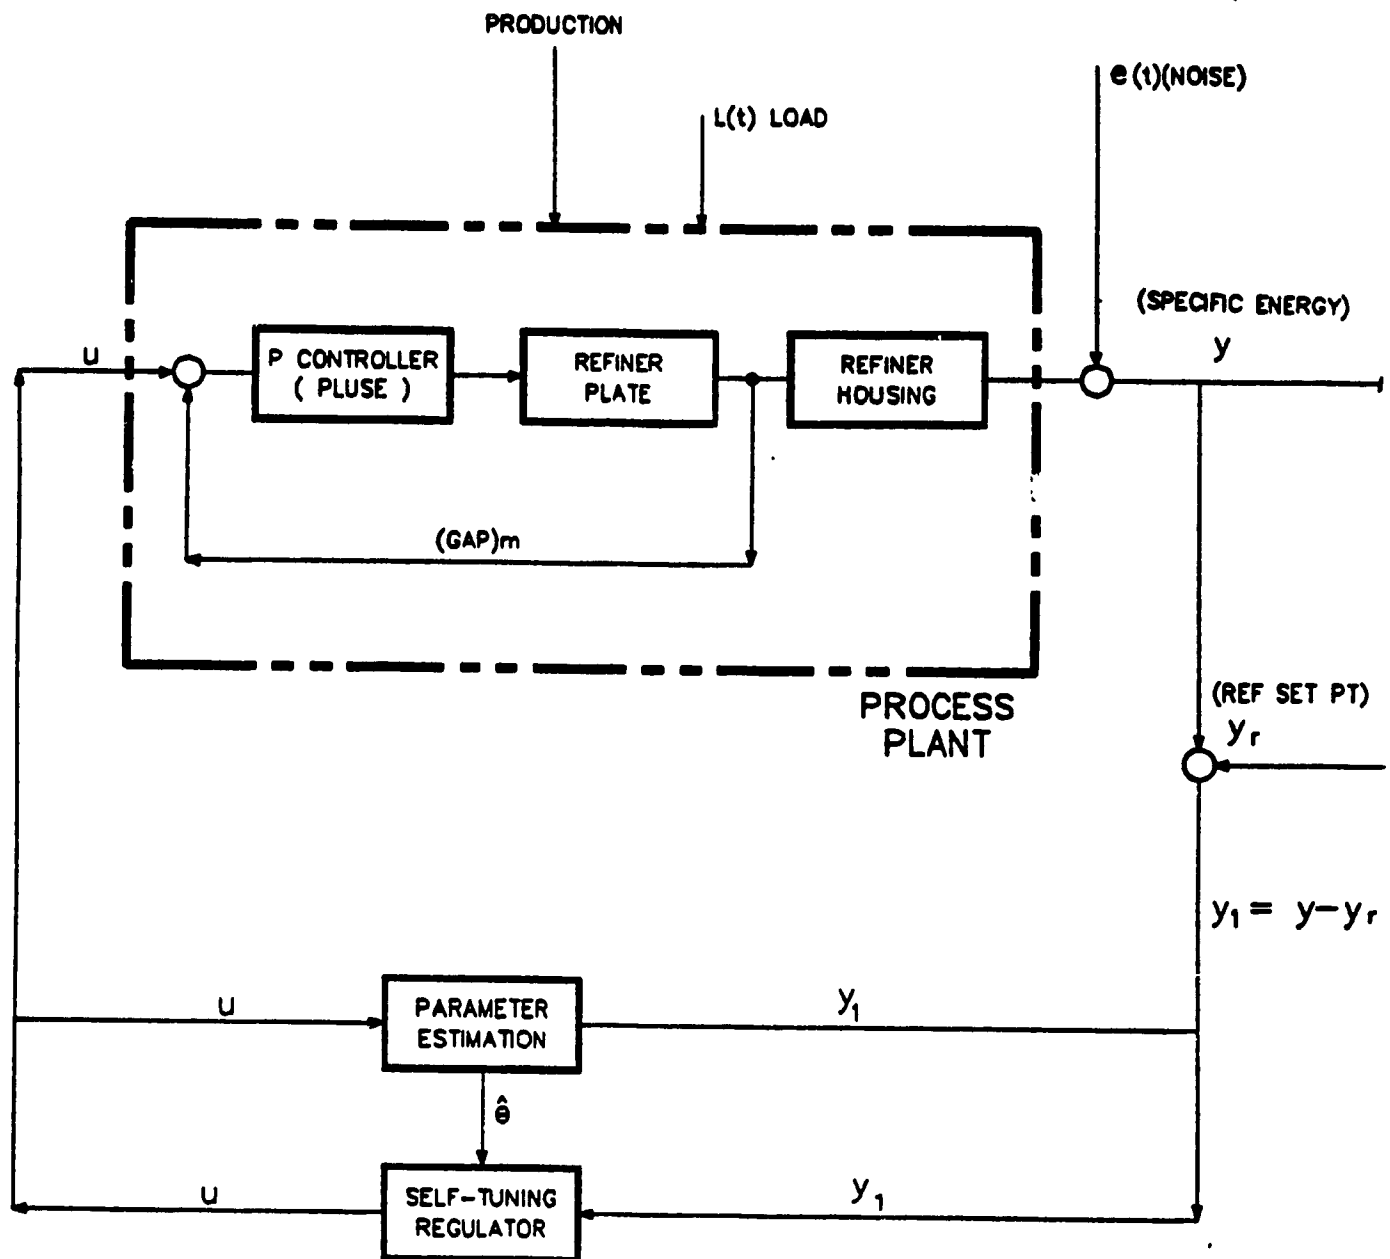 PRODUCTION
e(t)(NOISE)
L(t) LOAD
(SPECIFIC ENERGY)
y
u
P CONTROLLER
( PLUSE )
REFINER
PLATE
REFINER
HOUSING
(GAP)m
PROCESS
PLANT
(REF SET PT)
yᵣ
y₁ = y−yᵣ
u
PARAMETER
ESTIMATION
y₁
θ̂
u
SELF-TUNING
REGULATOR
y₁